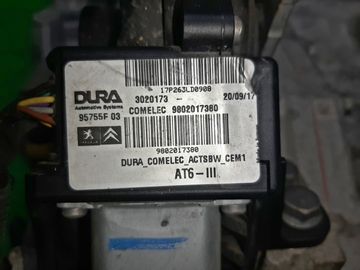 17P263LD0908
DURA
Automotive Systems
3020173 - 20/09/17
95755F 03
COMELEC 9802017380
9802017380
DURA_COMELEC_ACTSBW_CEM1
AT6-III